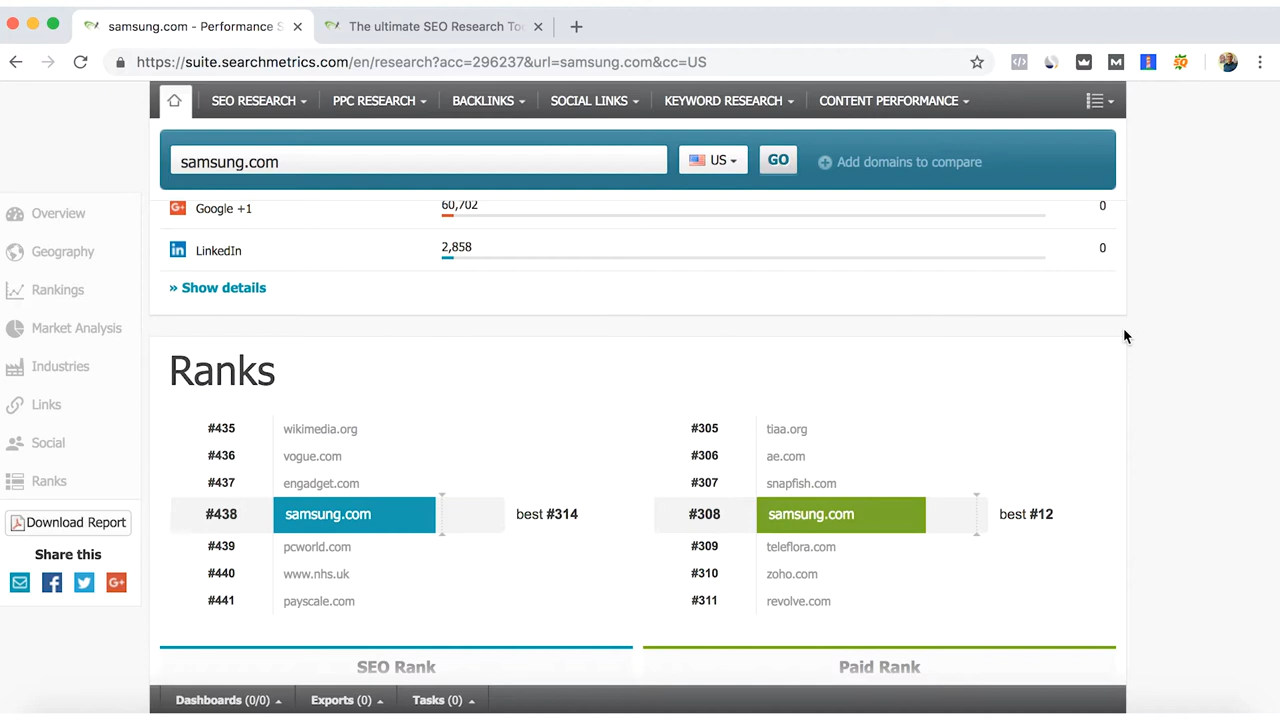 samsung.com - Performance S
The ultimate SEO Research To
https://suite.searchmetrics.com/en/research?acc=296237&url=samsung.com&cc=US
SEO RESEARCH
PPC RESEARCH
BACKLINKS
SOCIAL LINKS
KEYWORD RESEARCH
CONTENT PERFORMANCE
samsung.com
US
GO
Add domains to compare
Overview
Geography
Rankings
Market Analysis
Industries
Links
Social
Ranks
Download Report
Share this
Google +1 60,702 0
LinkedIn 2,858 0
» Show details
Ranks
#435 wikimedia.org
#436 vogue.com
#437 engadget.com
#438 samsung.com best #314
#439 pcworld.com
#440 www.nhs.uk
#441 payscale.com
SEO Rank
#305 tiaa.org
#306 ae.com
#307 snapfish.com
#308 samsung.com best #12
#309 teleflora.com
#310 zoho.com
#311 revolve.com
Paid Rank
Dashboards (0/0)
Exports (0)
Tasks (0)